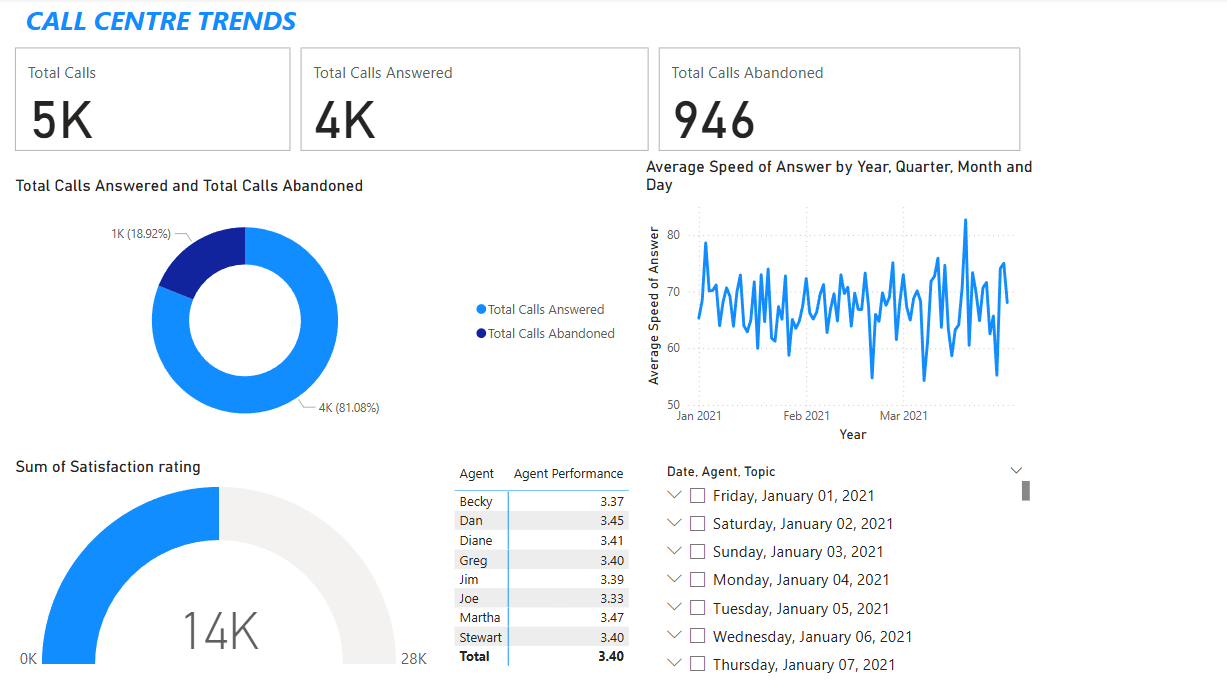 CALL CENTRE TRENDS
Total Calls
5K
Total Calls Answered
4K
Total Calls Abandoned
946
Total Calls Answered and Total Calls Abandoned
1K (18.92%)
4K (81.08%)
Total Calls Answered
Total Calls Abandoned
Average Speed of Answer by Year, Quarter, Month and
Day
Average Speed of Answer
80
70
60
50
Jan 2021
Feb 2021
Mar 2021
Year
Sum of Satisfaction rating
14K
0K
28K
Agent Agent Performance
Becky 3.37
Dan 3.45
Diane 3.41
Greg 3.40
Jim 3.39
Joe 3.33
Martha 3.47
Stewart 3.40
Total 3.40
Date, Agent, Topic
Friday, January 01, 2021
Saturday, January 02, 2021
Sunday, January 03, 2021
Monday, January 04, 2021
Tuesday, January 05, 2021
Wednesday, January 06, 2021
Thursday, January 07, 2021